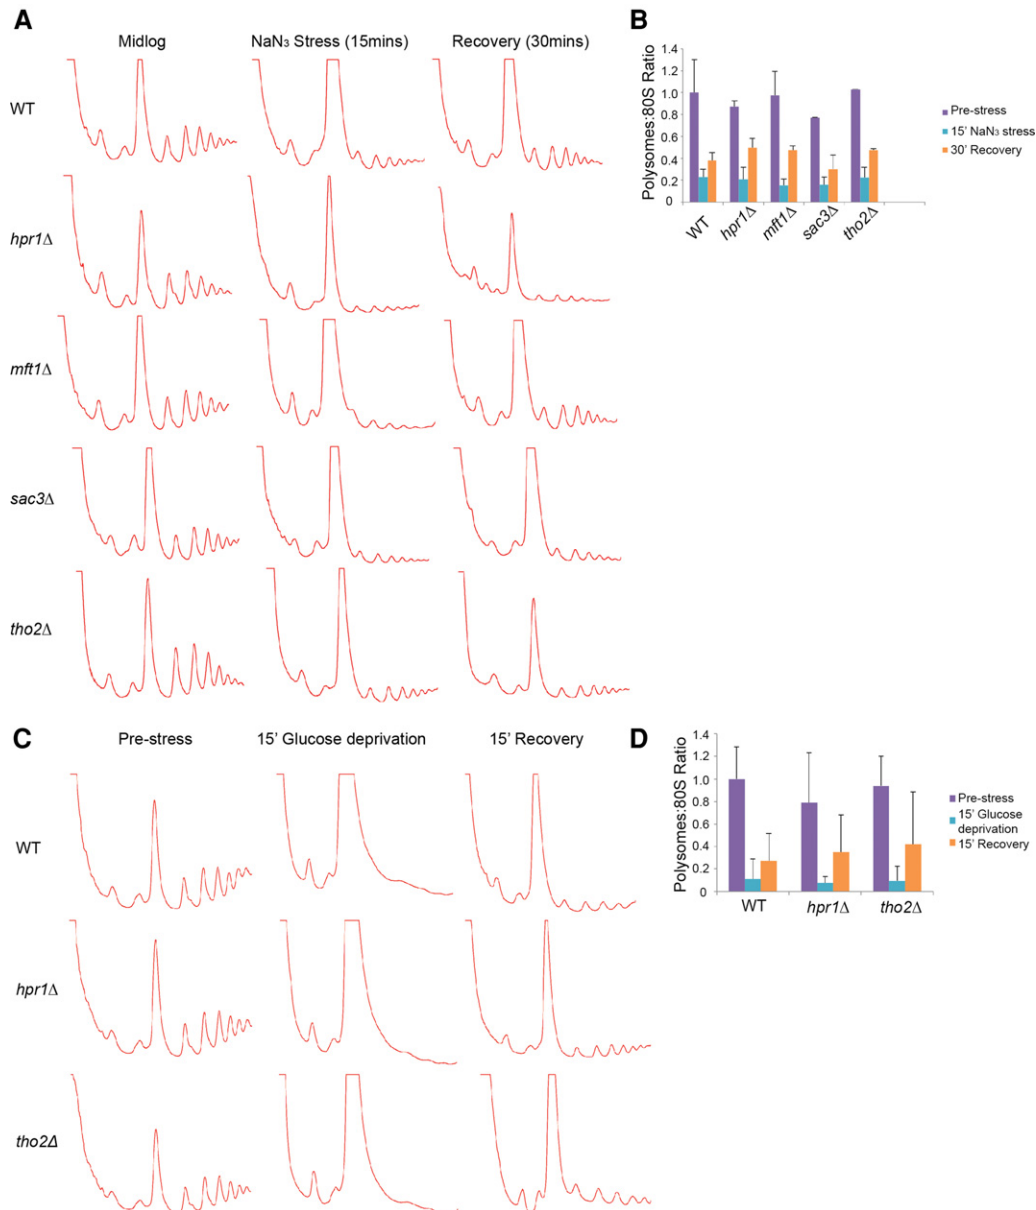 A
Midlog NaN₃ Stress (15mins) Recovery (30mins)
WT
hpr1Δ
mft1Δ
sac3Δ
tho2Δ
B
Polysomes:80S Ratio
1.4
1.2
1.0
0.8
0.6
0.4
0.2
0
WT hpr1Δ mft1Δ sac3Δ tho2Δ
Pre-stress
15' NaN₃ stress
30' Recovery
C
Pre-stress 15' Glucose deprivation 15' Recovery
WT
hpr1Δ
tho2Δ
D
Polysomes:80S Ratio
1.4
1.2
1.0
0.8
0.6
0.4
0.2
0
WT hpr1Δ tho2Δ
Pre-stress
15' Glucose
deprivation
15' Recovery